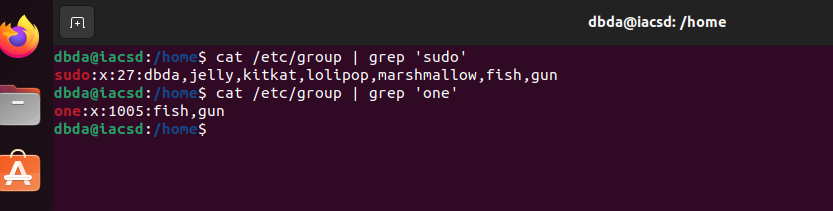 dbda@iacsd: /home
dbda@iacsd:/home$ cat /etc/group | grep 'sudo'
sudo:x:27:dbda,jelly,kitkat,lolipop,marshmallow,fish,gun
dbda@iacsd:/home$ cat /etc/group | grep 'one'
one:x:1005:fish,gun
dbda@iacsd:/home$